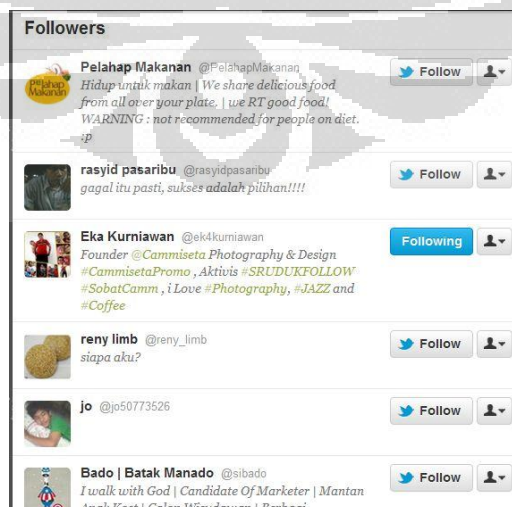 Followers
Pelahap Makanan @PelahapMakanan
Follow
Hidup untuk makan | We share delicious food
from all over your plate. | we RT good food!
WARNING : not recommended for people on diet.
:p
rasyid pasaribu @rasyidpasaribu
Follow
gagal itu pasti, sukses adalah pilihan!!!!
Eka Kurniawan @ek4kurniawan
Following
Founder @Cammiseta Photography & Design
#CammisetaPromo , Aktivis #SRUDUKFOLLOW
#SobatCamm , i Love #Photography, #JAZZ and
#Coffee
reny limb @reny_limb
Follow
siapa aku?
jo @jo50773526
Follow
Bado | Batak Manado @sibado
Follow
I walk with God | Candidate Of Marketer | Mantan